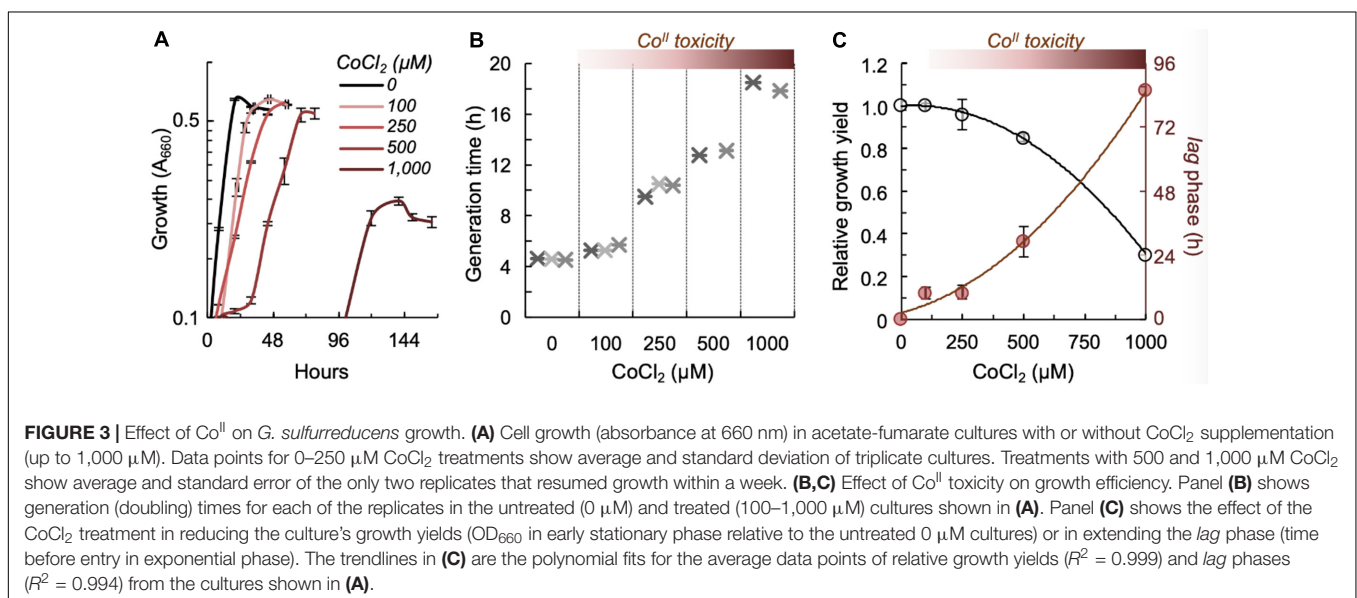 A
CoCl₂ (µM)
0
100
250
500
1,000
Growth (A₆₆₀)
0.5
0.1
0 48 96 144
Hours
B
Coᴵᴵ toxicity
Generation time (h)
20
16
12
8
4
0
0 100 250 500 1000
CoCl₂ (µM)
C
Coᴵᴵ toxicity
Relative growth yield
1.2
1.0
0.8
0.6
0.4
0.2
0
96
72
48
24
0
lag phase (h)
0 250 500 750 1000
CoCl₂ (µM)
FIGURE 3 | Effect of Coᴵᴵ on G. sulfurreducens growth. (A) Cell growth (absorbance at 660 nm) in acetate-fumarate cultures with or without CoCl₂ supplementation
(up to 1,000 µM). Data points for 0–250 µM CoCl₂ treatments show average and standard deviation of triplicate cultures. Treatments with 500 and 1,000 µM CoCl₂
show average and standard error of the only two replicates that resumed growth within a week. (B,C) Effect of Coᴵᴵ toxicity on growth efficiency. Panel (B) shows
generation (doubling) times for each of the replicates in the untreated (0 µM) and treated (100–1,000 µM) cultures shown in (A). Panel (C) shows the effect of the
CoCl₂ treatment in reducing the culture's growth yields (OD₆₆₀ in early stationary phase relative to the untreated 0 µM cultures) or in extending the lag phase (time
before entry in exponential phase). The trendlines in (C) are the polynomial fits for the average data points of relative growth yields (R² = 0.999) and lag phases
(R² = 0.994) from the cultures shown in (A).